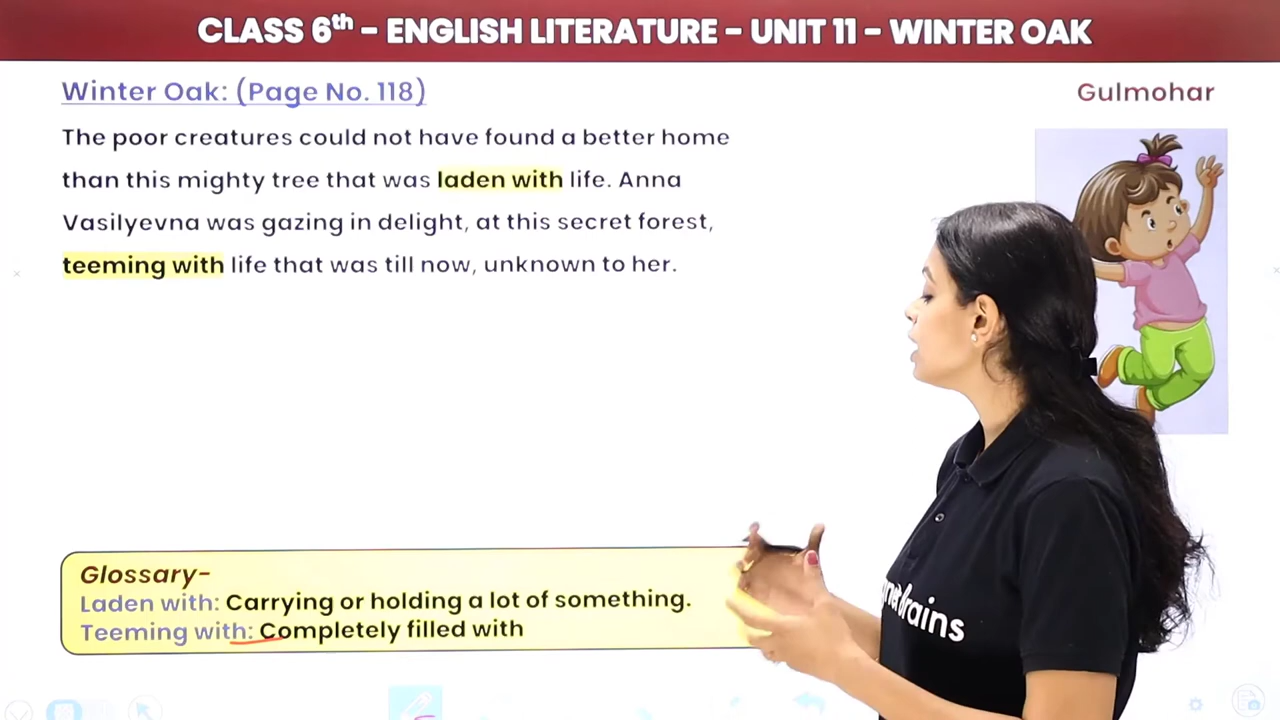 CLASS 6th - ENGLISH LITERATURE - UNIT 11 - WINTER OAK
Winter Oak: (Page No. 118)
Gulmohar
The poor creatures could not have found a better home
than this mighty tree that was laden with life. Anna
Vasilyevna was gazing in delight, at this secret forest,
teeming with life that was till now, unknown to her.
Glossary-
Laden with: Carrying or holding a lot of something.
Teeming with: Completely filled with